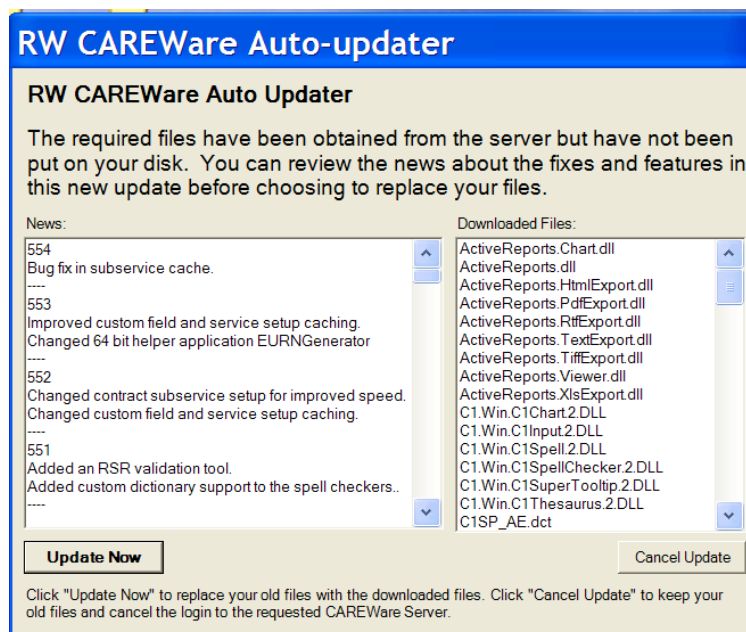 RW CAREWare Auto-updater
RW CAREWare Auto Updater
The required files have been obtained from the server but have not been
put on your disk.  You can review the news about the fixes and features in
this new update before choosing to replace your files.
News:
554
Bug fix in subservice cache.
----
553
Improved custom field and service setup caching.
Changed 64 bit helper application EURNGenerator
----
552
Changed contract subservice setup for improved speed.
Changed custom field and service setup caching.
----
551
Added an RSR validation tool.
Added custom dictionary support to the spell checkers..
----
Downloaded Files:
ActiveReports.Chart.dll
ActiveReports.dll
ActiveReports.HtmlExport.dll
ActiveReports.PdfExport.dll
ActiveReports.RtfExport.dll
ActiveReports.TextExport.dll
ActiveReports.TiffExport.dll
ActiveReports.Viewer.dll
ActiveReports.XlsExport.dll
C1.Win.C1Chart.2.DLL
C1.Win.C1Input.2.DLL
C1.Win.C1Spell.2.DLL
C1.Win.C1SpellChecker.2.DLL
C1.Win.C1SuperTooltip.2.DLL
C1.Win.C1Thesaurus.2.DLL
C1SP_AE.dct
Update Now
Cancel Update
Click "Update Now" to replace your old files with the downloaded files. Click "Cancel Update" to keep your
old files and cancel the login to the requested CAREWare Server.